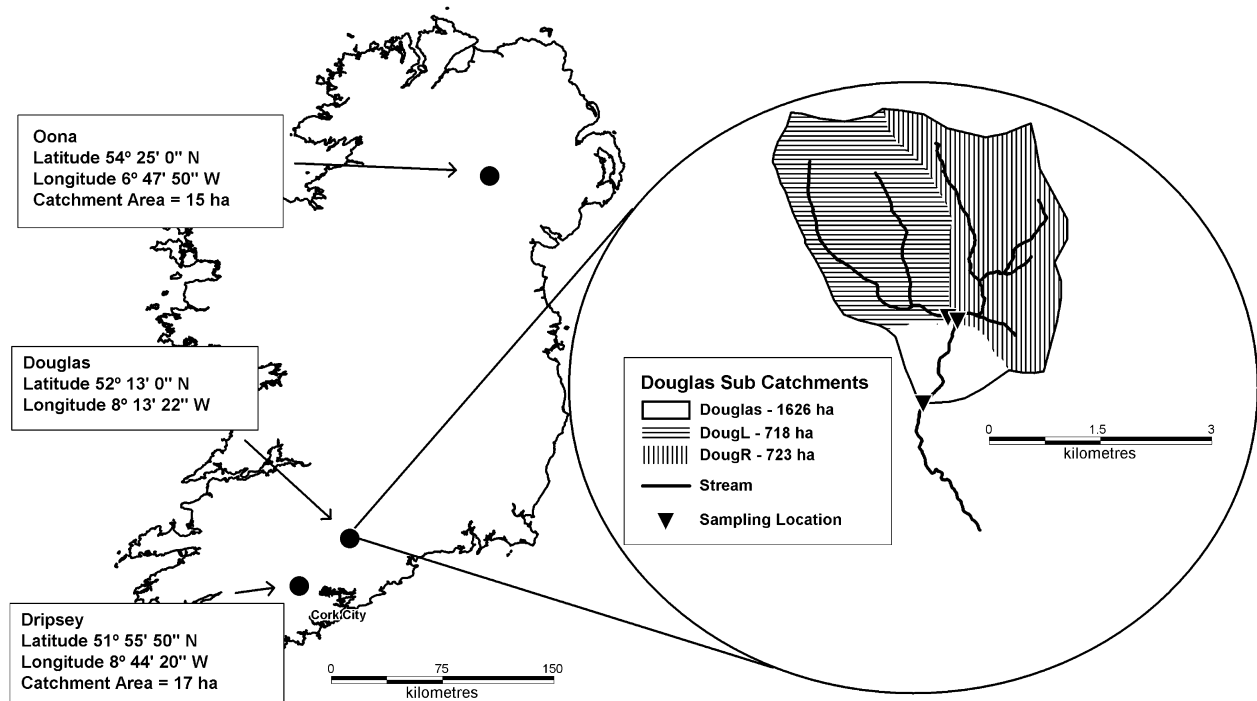 Oona
Latitude 54º 25' 0" N
Longitude 6º 47' 50" W
Catchment Area = 15 ha
Douglas
Latitude 52º 13' 0" N
Longitude 8º 13' 22" W
Dripsey
Latitude 51º 55' 50" N
Longitude 8º 44' 20" W
Catchment Area = 17 ha
Cork City
0 75 150
kilometres
Douglas Sub Catchments
Douglas - 1626 ha
DougL - 718 ha
DougR - 723 ha
Stream
Sampling Location
0 1.5 3
kilometres